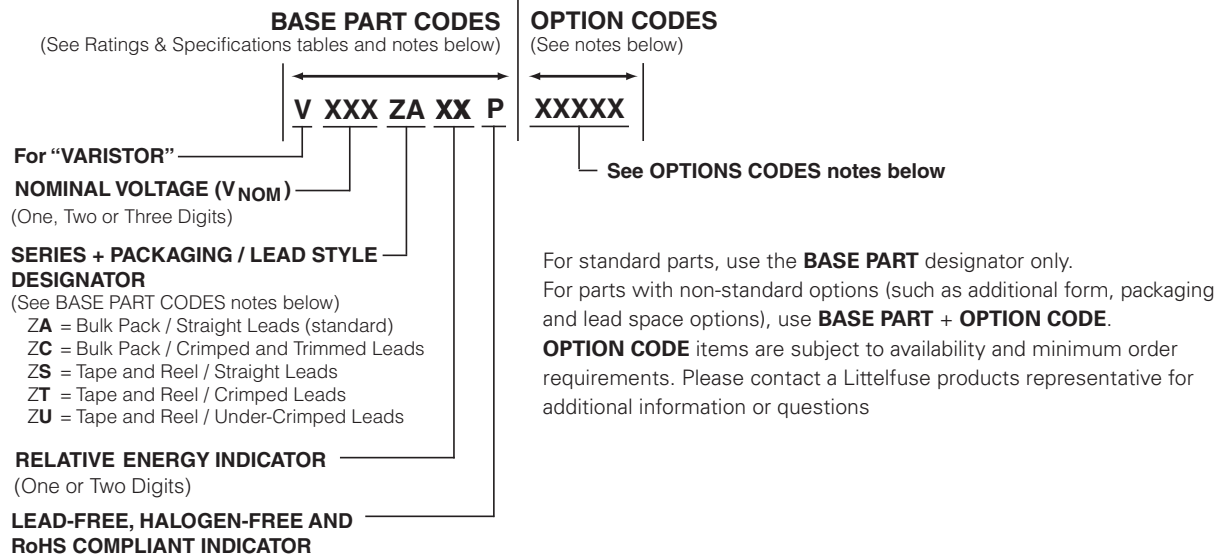 BASE PART CODES
(See Ratings & Specifications tables and notes below)
OPTION CODES
(See notes below)
V XXX ZA XX P XXXXX
For “VARISTOR”
See OPTIONS CODES notes below
NOMINAL VOLTAGE (VNOM)
(One, Two or Three Digits)
SERIES + PACKAGING / LEAD STYLE
DESIGNATOR
(See BASE PART CODES notes below)
ZA = Bulk Pack / Straight Leads (standard)
ZC = Bulk Pack / Crimped and Trimmed Leads
ZS = Tape and Reel / Straight Leads
ZT = Tape and Reel / Crimped Leads
ZU = Tape and Reel / Under-Crimped Leads
RELATIVE ENERGY INDICATOR
(One or Two Digits)
LEAD-FREE, HALOGEN-FREE AND
RoHS COMPLIANT INDICATOR
For standard parts, use the BASE PART designator only.
For parts with non-standard options (such as additional form, packaging
and lead space options), use BASE PART + OPTION CODE.
OPTION CODE items are subject to availability and minimum order
requirements. Please contact a Littelfuse products representative for
additional information or questions